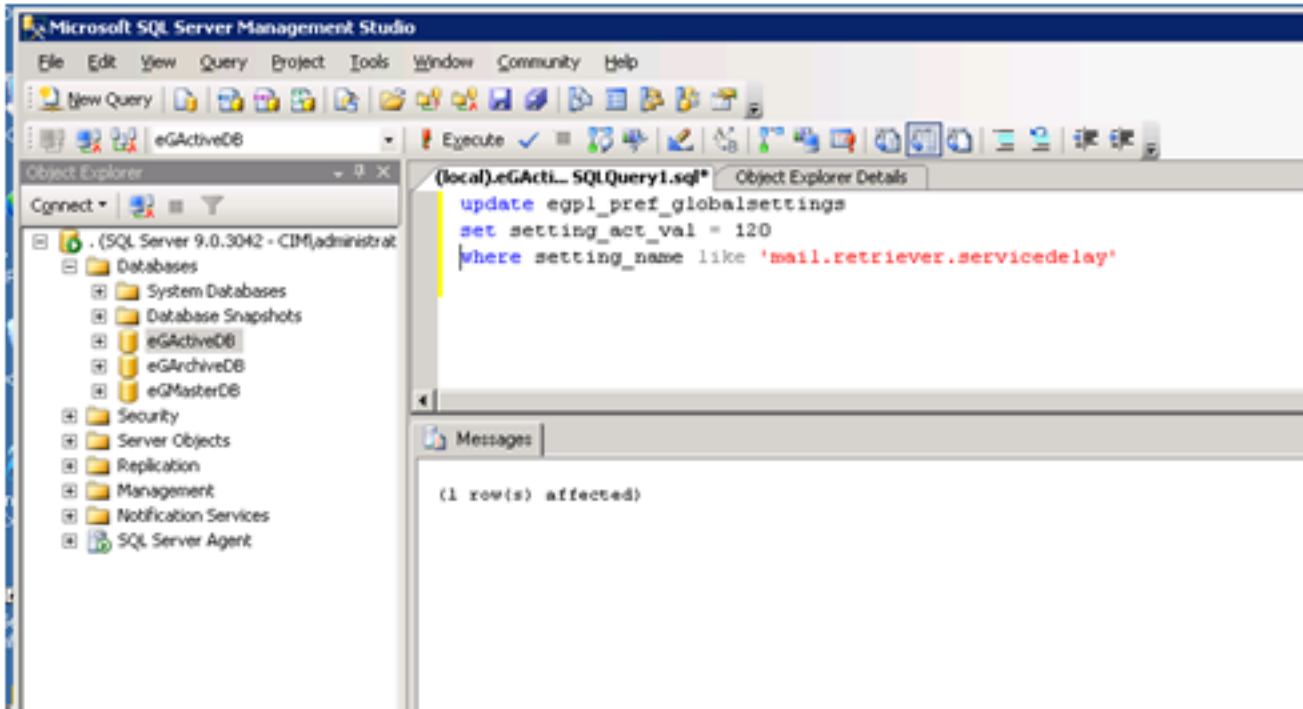 Microsoft SQL Server Management Studio
File Edit View Query Project Tools Window Community Help
New Query
eGActiveDB
Execute
Object Explorer
(local).eGActi... SQLQuery1.sql* Object Explorer Details
Connect
update egpl_pref_globalsettings
set setting_act_val = 120
where setting_name like 'mail.retriever.servicedelay'
. (SQL Server 9.0.3042 - CIM\administrat
Databases
System Databases
Database Snapshots
eGActiveDB
eGArchiveDB
eGMasterDB
Security
Server Objects
Replication
Management
Notification Services
SQL Server Agent
Messages
(1 row(s) affected)